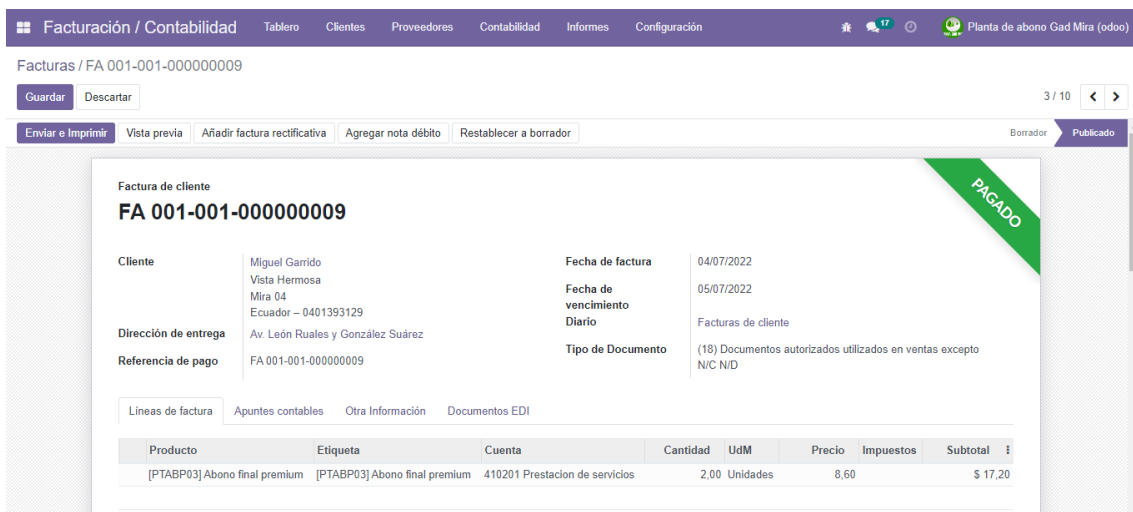 Facturación / Contabilidad Tablero Clientes Proveedores Contabilidad Informes Configuración 17 Planta de abono Gad Mira (odoo)
Facturas / FA 001-001-000000009
Guardar Descartar 3 / 10
Enviar e Imprimir Vista previa Añadir factura rectificativa Agregar nota débito Restablecer a borrador Borrador Publicado
PAGADO
Factura de cliente
FA 001-001-000000009
Cliente Miguel Garrido
Vista Hermosa
Mira 04
Ecuador – 0401393129
Dirección de entrega Av. León Ruales y González Suárez
Referencia de pago FA 001-001-000000009
Fecha de factura 04/07/2022
Fecha de vencimiento 05/07/2022
Diario Facturas de cliente
Tipo de Documento (18) Documentos autorizados utilizados en ventas excepto
N/C N/D
Líneas de factura Apuntes contables Otra Información Documentos EDI
Producto Etiqueta Cuenta Cantidad UdM Precio Impuestos Subtotal
[PTABP03] Abono final premium [PTABP03] Abono final premium 410201 Prestacion de servicios 2,00 Unidades 8,60 $ 17,20